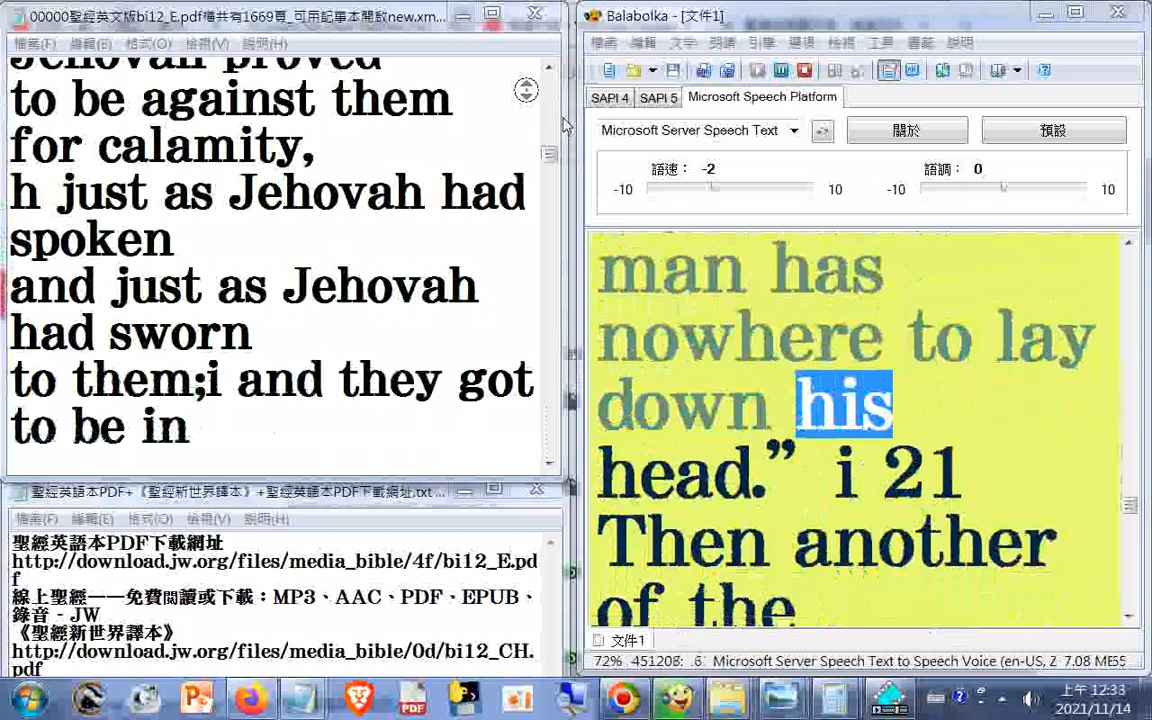 00000聖經英文版bi12_E.pdf檔共有1669頁_可用記事本開啟new.xm...
檔案(F) 編輯(E) 格式(O) 檢視(V) 說明(H)
Jehovah proved
to be against them
for calamity,
h just as Jehovah had
spoken
and just as Jehovah
had sworn
to them;i and they got
to be in
聖經英語本PDF+《聖經新世界譯本》+聖經英語本PDF下載網址.txt ...
檔案(F) 編輯(E) 格式(O) 檢視(V) 說明(H)
聖經英語本PDF下載網址
http://download.jw.org/files/media_bible/4f/bi12_E.pd
f
線上聖經——免費閱讀或下載：MP3、AAC、PDF、EPUB、
錄音 - JW
《聖經新世界譯本》
http://download.jw.org/files/media_bible/0d/bi12_CH.
pdf
Balabolka - [文件1]
檔案 編輯 文字 朗讀 引擎 選項 檢視 工具 書籤 說明
SAPI 4 SAPI 5 Microsoft Speech Platform
Microsoft Server Speech Text 關於 預設
語速： -2 語調： 0
-10 10 -10 10
man has
nowhere to lay
down his
head.” i 21
Then another
of the
文件1
72% 451208: Microsoft Server Speech Text to Speech Voice (en-US, Z 7.08 ME55
上午 12:33
2021/11/14